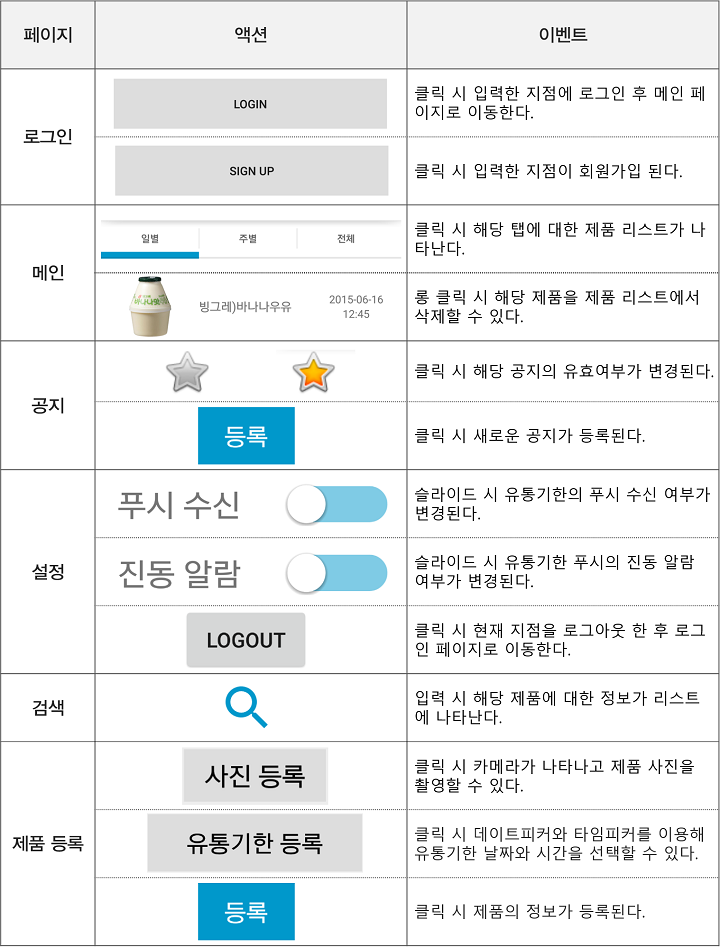 페이지 액션 이벤트
로그인
LOGIN
클릭 시 입력한 지점에 로그인 후 메인 페
이지로 이동한다.
SIGN UP
클릭 시 입력한 지점이 회원가입 된다.
메인
일별 주별 전체
클릭 시 해당 탭에 대한 제품 리스트가 나
타난다.
빙그레)바나나우유
2015-06-16
12:45
롱 클릭 시 해당 제품을 제품 리스트에서
삭제할 수 있다.
공지
클릭 시 해당 공지의 유효여부가 변경된다.
등록
클릭 시 새로운 공지가 등록된다.
설정
푸시 수신
슬라이드 시 유통기한의 푸시 수신 여부가
변경된다.
진동 알람
슬라이드 시 유통기한 푸시의 진동 알람
여부가 변경된다.
LOGOUT
클릭 시 현재 지점을 로그아웃 한 후 로그
인 페이지로 이동한다.
검색
입력 시 해당 제품에 대한 정보가 리스트
에 나타난다.
제품 등록
사진 등록
클릭 시 카메라가 나타나고 제품 사진을
촬영할 수 있다.
유통기한 등록
클릭 시 데이트피커와 타임피커를 이용해
유통기한 날짜와 시간을 선택할 수 있다.
등록
클릭 시 제품의 정보가 등록된다.